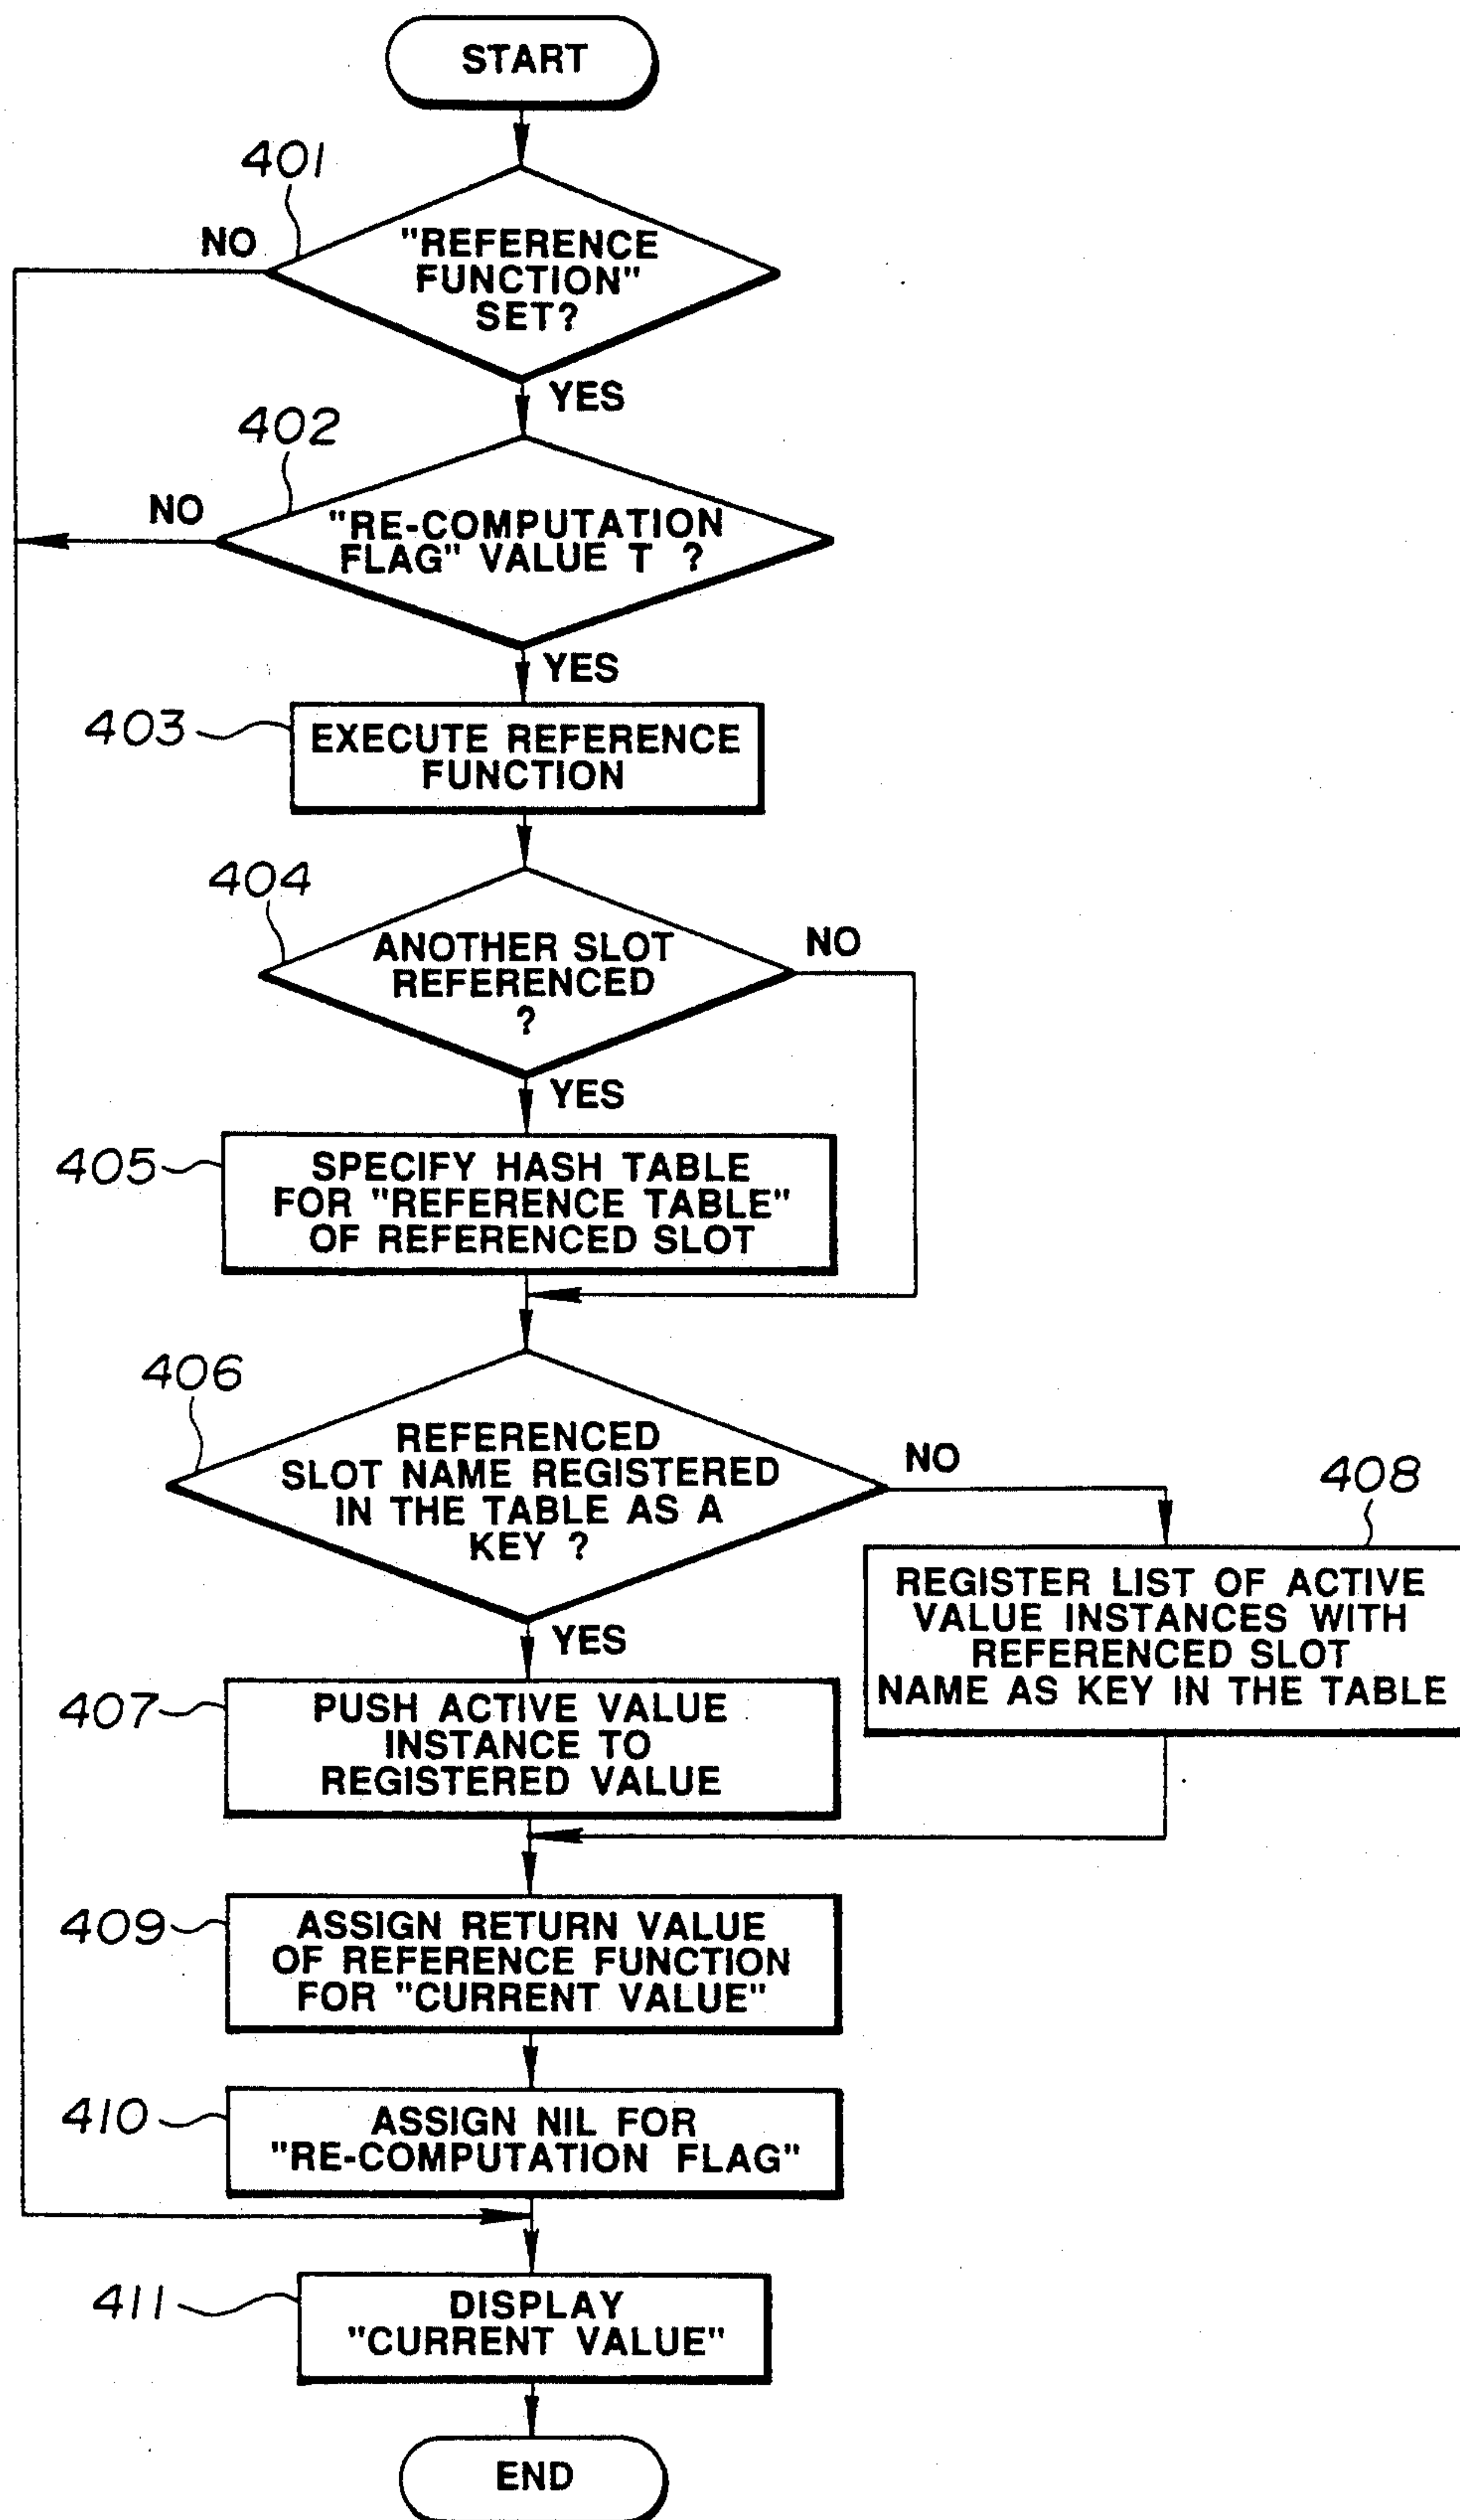 START
401
NO
"REFERENCE
FUNCTION"
SET?
YES
402
NO
"RE-COMPUTATION
FLAG" VALUE T ?
YES
403
EXECUTE REFERENCE
FUNCTION
404
ANOTHER SLOT
REFERENCED
?
NO
YES
405
SPECIFY HASH TABLE
FOR "REFERENCE TABLE"
OF REFERENCED SLOT
406
REFERENCED
SLOT NAME REGISTERED
IN THE TABLE AS A
KEY ?
NO
YES
408
REGISTER LIST OF ACTIVE
VALUE INSTANCES WITH
REFERENCED SLOT
NAME AS KEY IN THE TABLE
407
PUSH ACTIVE VALUE
INSTANCE TO
REGISTERED VALUE
409
ASSIGN RETURN VALUE
OF REFERENCE FUNCTION
FOR "CURRENT VALUE"
410
ASSIGN NIL FOR
"RE-COMPUTATION FLAG"
411
DISPLAY
"CURRENT VALUE"
END